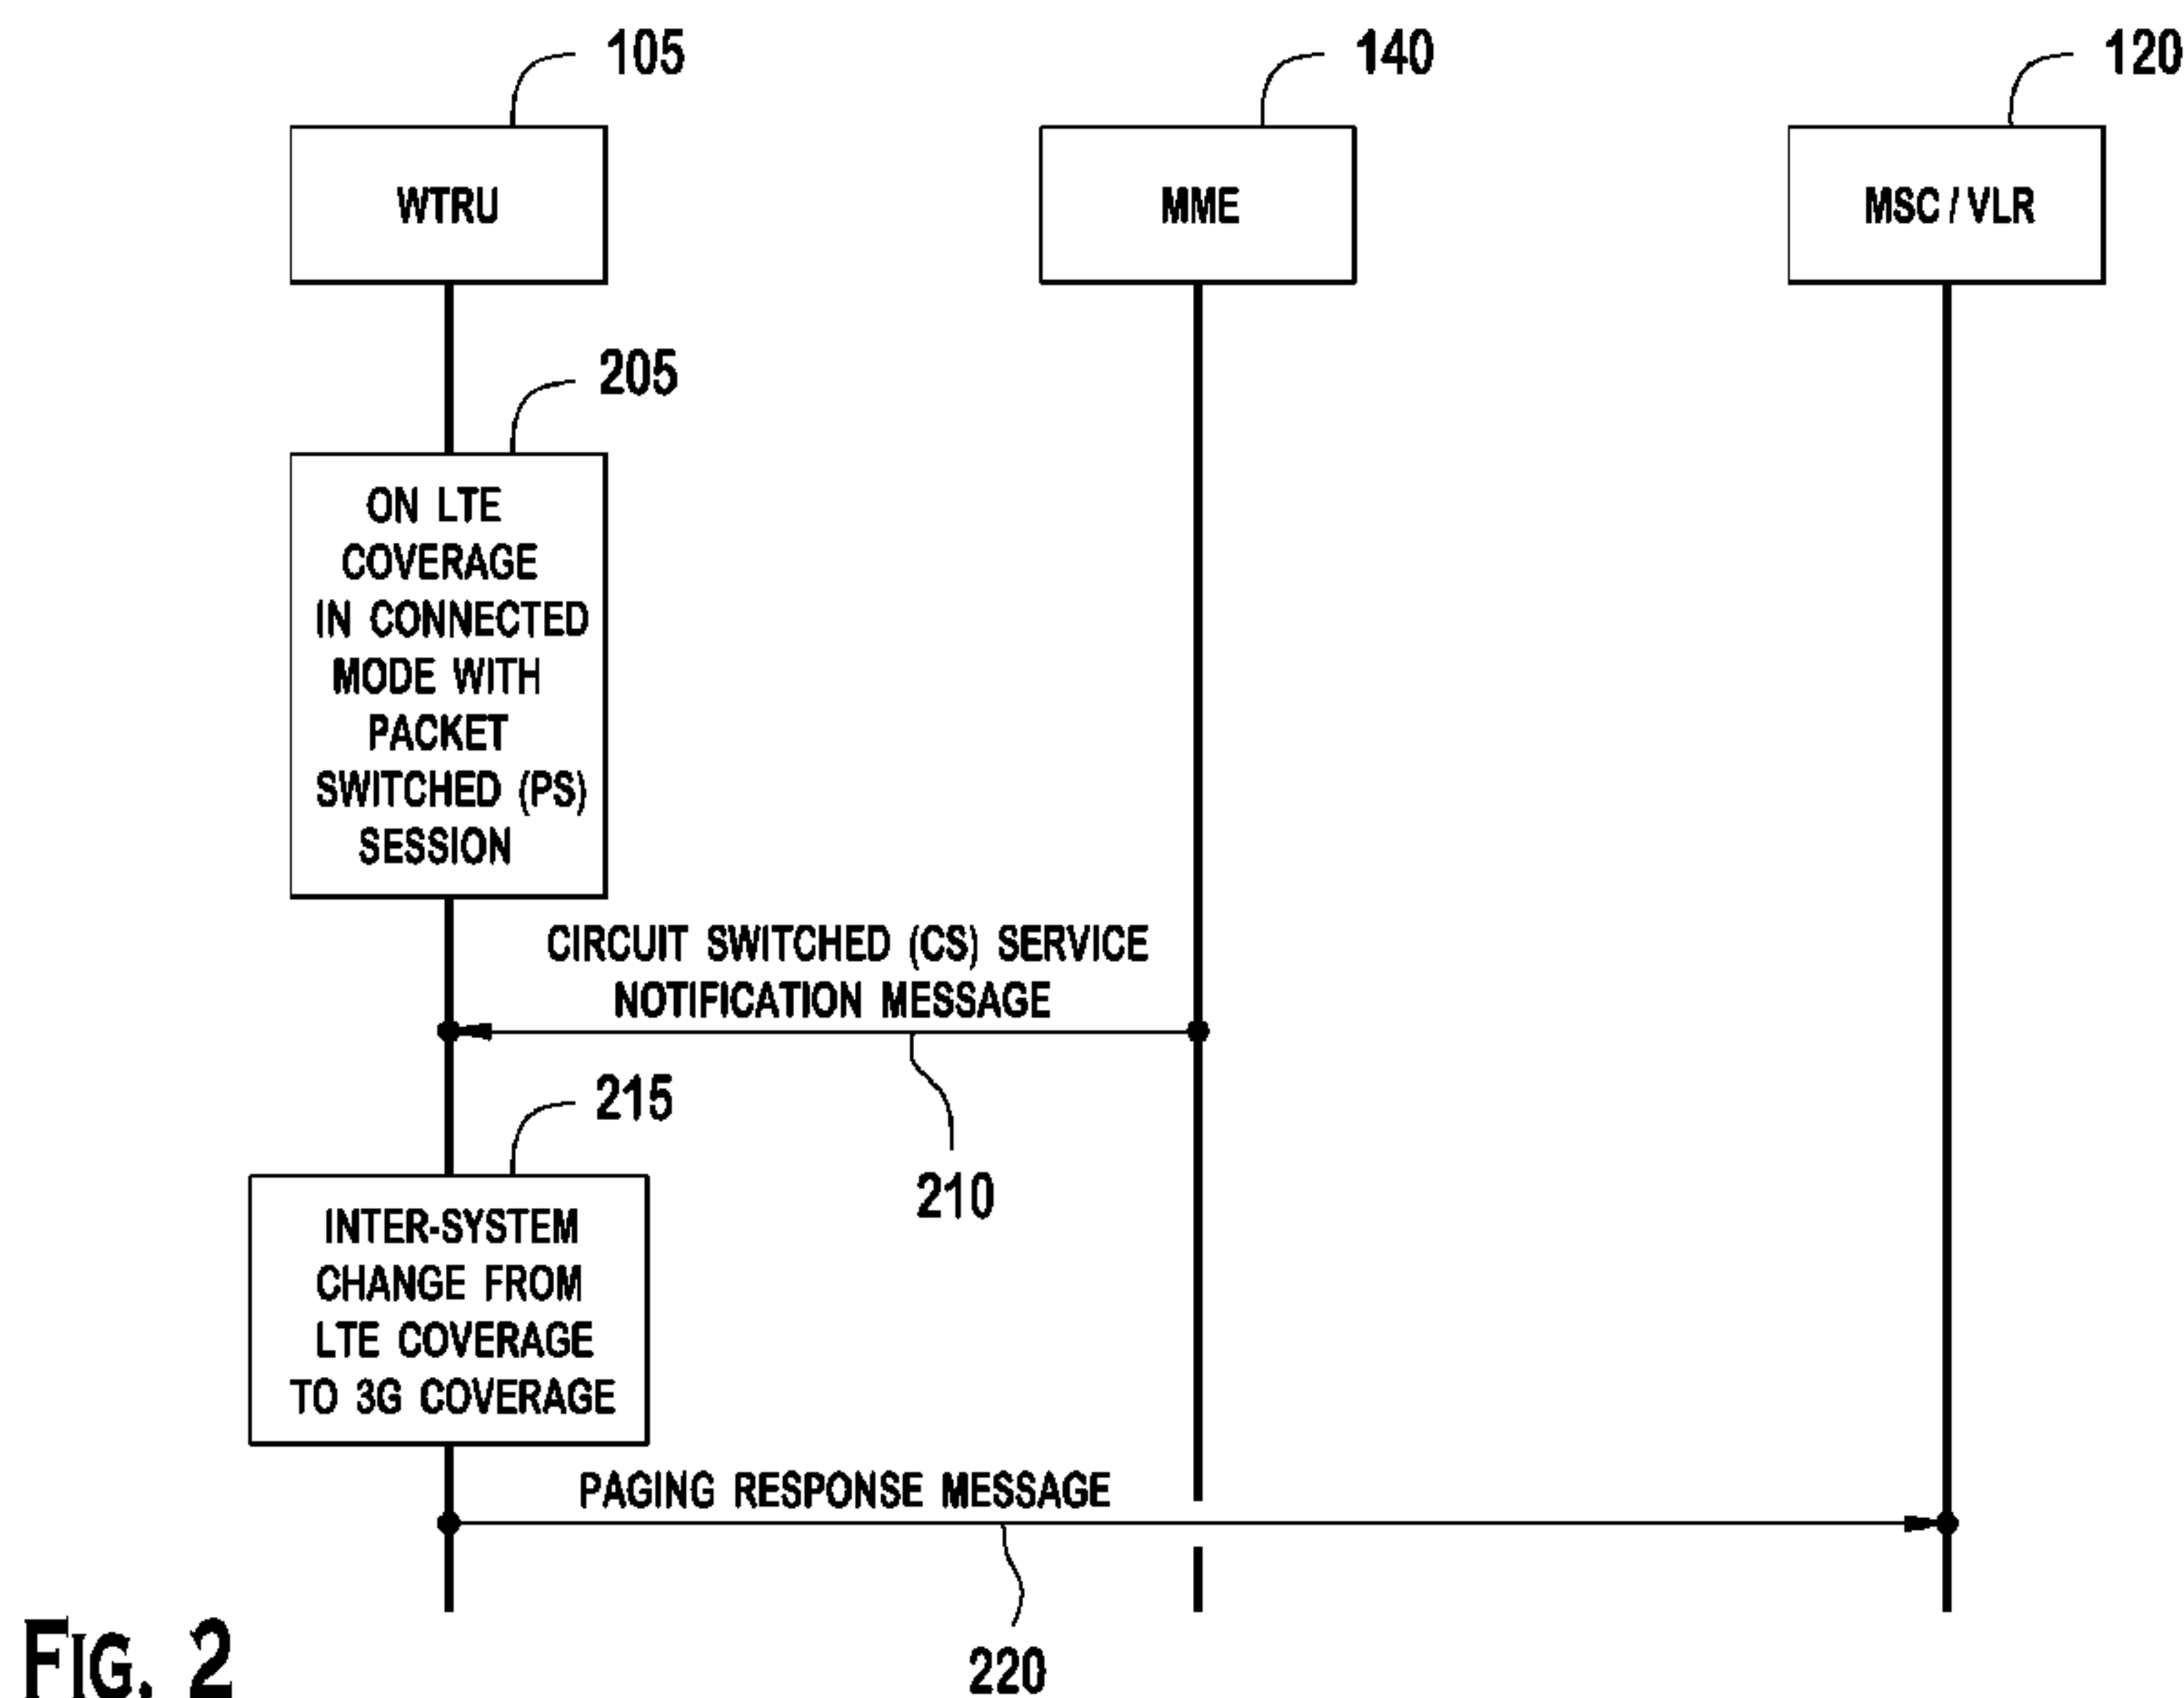 105
140
120
WTRU
MME
MSC / VLR
205
ON LTE
COVERAGE
IN CONNECTED
MODE WITH
PACKET
SWITCHED (PS)
SESSION
CIRCUIT SWITCHED (CS) SERVICE
NOTIFICATION MESSAGE
215
210
INTER-SYSTEM
CHANGE FROM
LTE COVERAGE
TO 3G COVERAGE
PAGING RESPONSE MESSAGE
220
FIG. 2